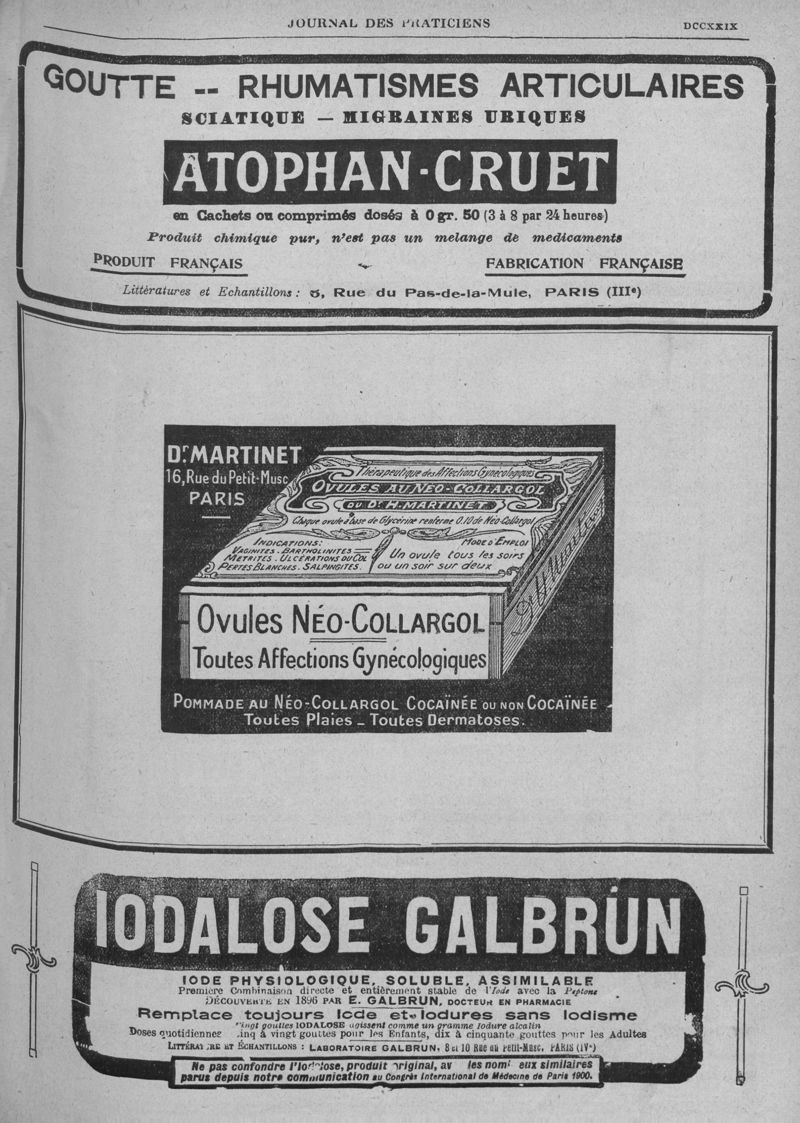 JOURNAL DES PRATICIENS
DCCXXIX
GOUTTE -- RHUMATISMES ARTICULAIRES
SCIATIQUE — MIGRAINES URIQUES
ATOPHAN-CRUET
en Cachets ou comprimés dosés à 0 gr. 50 (3 à 8 par 24 heures)
Produit chimique pur, n'est pas un melange de medicaments
PRODUIT FRANÇAIS
FABRICATION FRANÇAISE
Littératures et Echantillons : 5, Rue du Pas-de-la-Mule, PARIS (IIIe)
Dr. MARTINET
16, Rue du Petit-Musc
PARIS
Thérapeutique des Affections Gynécologiques
OVULES AU NÉO-COLLARGOL
DU Dr. H. MARTINET
Chaque ovule à base de Glycérine renferme 0.10 de Néo-Collargol
INDICATIONS:
VAGINITES. BARTHOLINITES
METRITES. ULCÉRATIONS DU COL
PERTES BLANCHES. SALPINGITES.
MODE D'EMPLOI
Un ovule tous les soirs
ou un soir sur deux
Ovules NÉO-COLLARGOL
Toutes Affections Gynécologiques
POMMADE AU NÉO-COLLARGOL COCAÏNÉE OU NON COCAÏNÉE
Toutes Plaies - Toutes Dermatoses.
IODALOSE GALBRUN
IODE PHYSIOLOGIQUE, SOLUBLE, ASSIMILABLE
Première Combinaison directe et entièrement stable de l'Iode avec la Peptone
DÉCOUVERTE EN 1896 PAR E. GALBRUN, DOCTEUR EN PHARMACIE
Remplace toujours Iode et Iodures sans Iodisme
Vingt gouttes IODALOSE agissent comme un gramme Iodure alcalin
Doses quotidiennes cinq à vingt gouttes pour les Enfants, dix à cinquante gouttes pour les Adultes
ET ÉCHANTILLONS : LABORATOIRE GALBRUN, 8 et 10 Rue du Petit-Musc, PARIS (IVe)
Ne pas confondre l'Iodalose, produit original, les similaires
parus depuis notre communication au Congrès International de Médecine de Paris 1900.